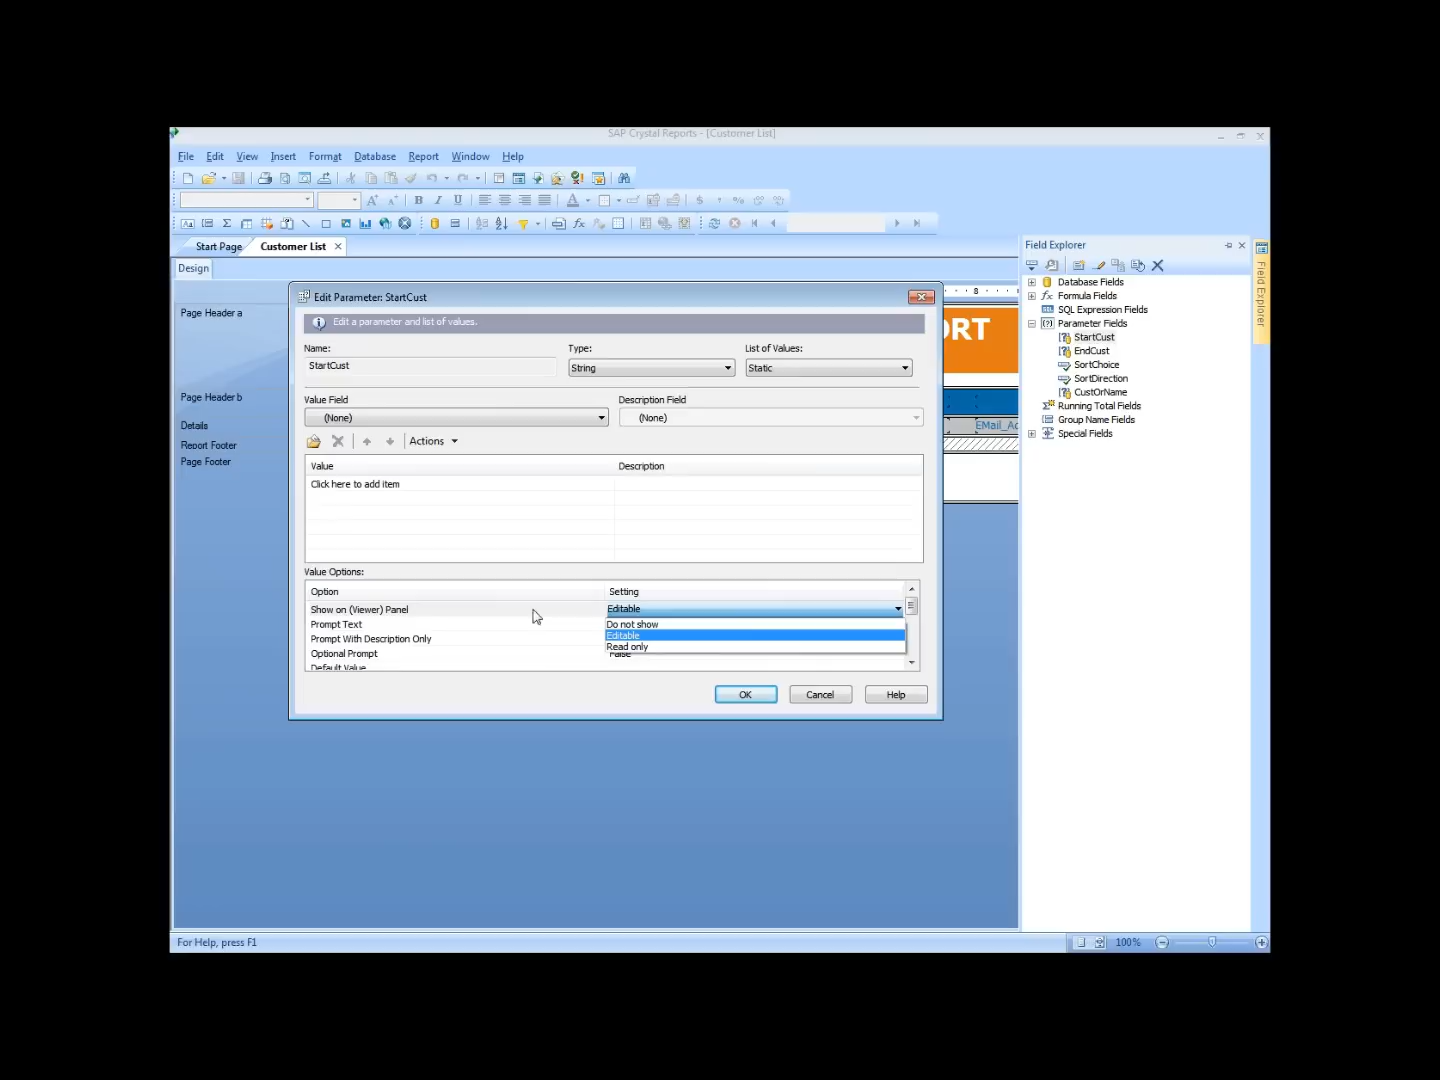 SAP Crystal Reports - [Customer List]
File Edit View Insert Format Database Report Window Help
Start Page Customer List
Design
Page Header a
Page Header b
Details
Report Footer
Page Footer
8
ORT
EMail_Ad
Edit Parameter: StartCust
Edit a parameter and list of values.
Name: Type: List of Values:
StartCust String Static
Value Field Description Field
(None) (None)
Actions
Value Description
Click here to add item
Value Options:
Option Setting
Show on (Viewer) Panel Editable
Do not show
Editable
Read only
Prompt Text
Prompt With Description Only
Optional Prompt False
Default Value
OK Cancel Help
Field Explorer
Database Fields
Formula Fields
SQL Expression Fields
Parameter Fields
StartCust
EndCust
SortChoice
SortDirection
CustOrName
Running Total Fields
Group Name Fields
Special Fields
Field Explorer
For Help, press F1
100%